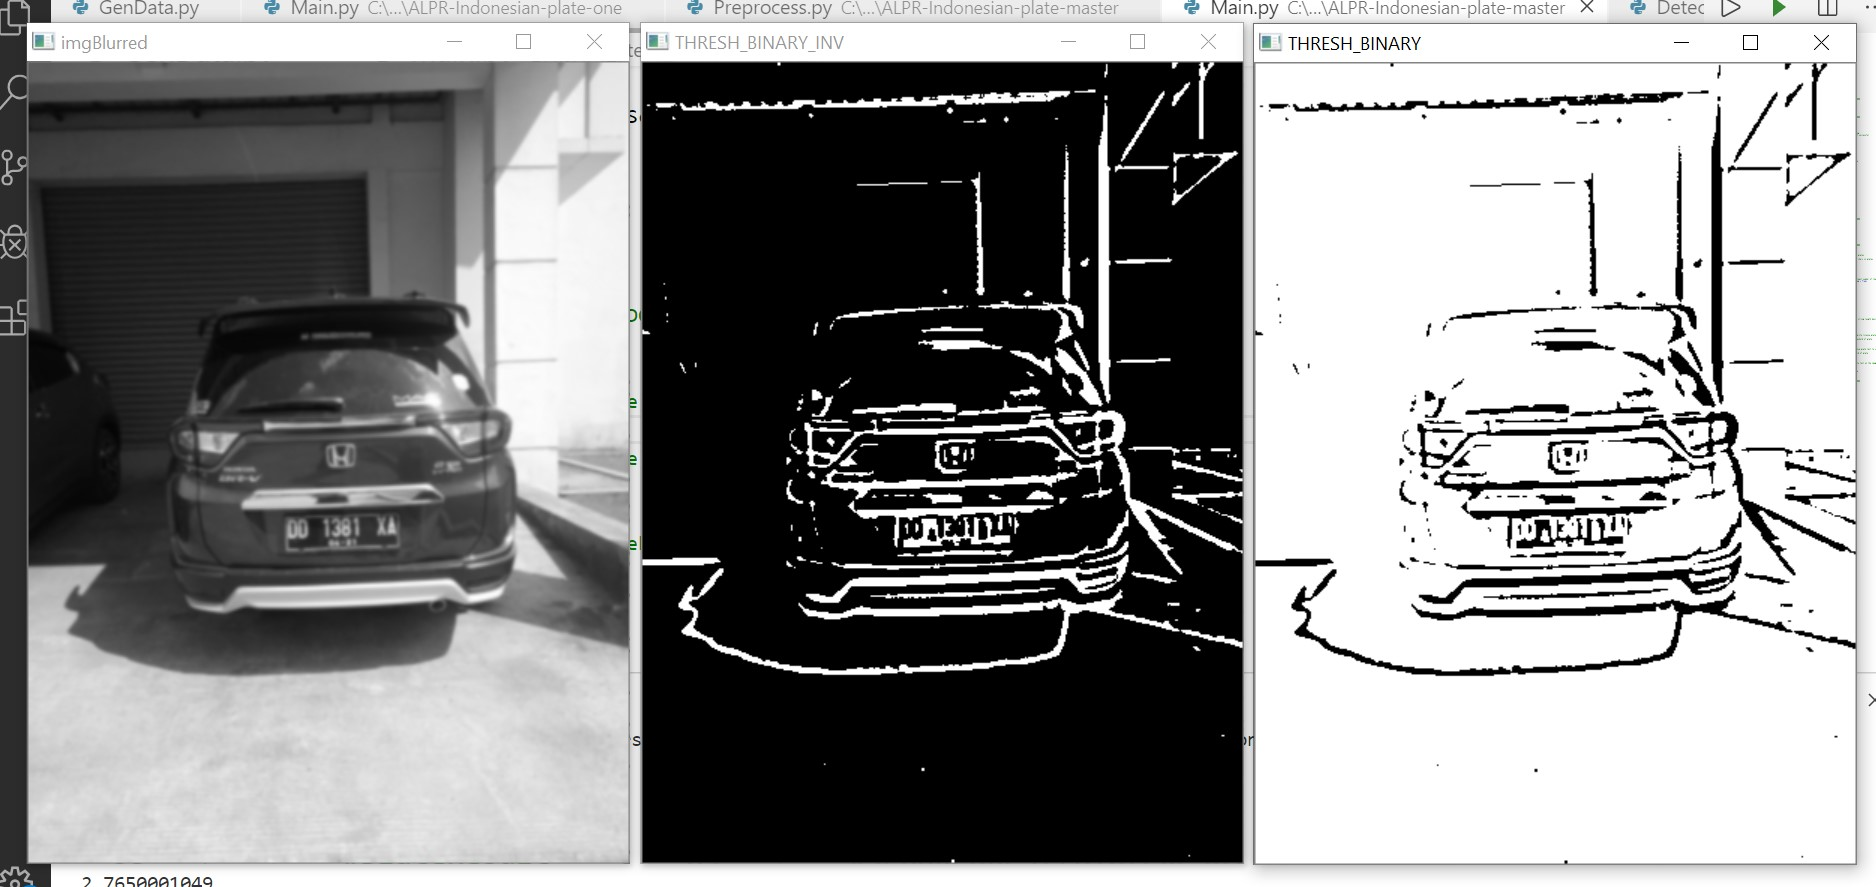 GenData.py
Main.py C:\...\ALPR-Indonesian-plate-one
Preprocess.py C:\...\ALPR-Indonesian-plate-master
Main.py C:\...\ALPR-Indonesian-plate-master
Detec
imgBlurred
THRESH_BINARY_INV
THRESH_BINARY
DD 1381 XA
2.7650001049